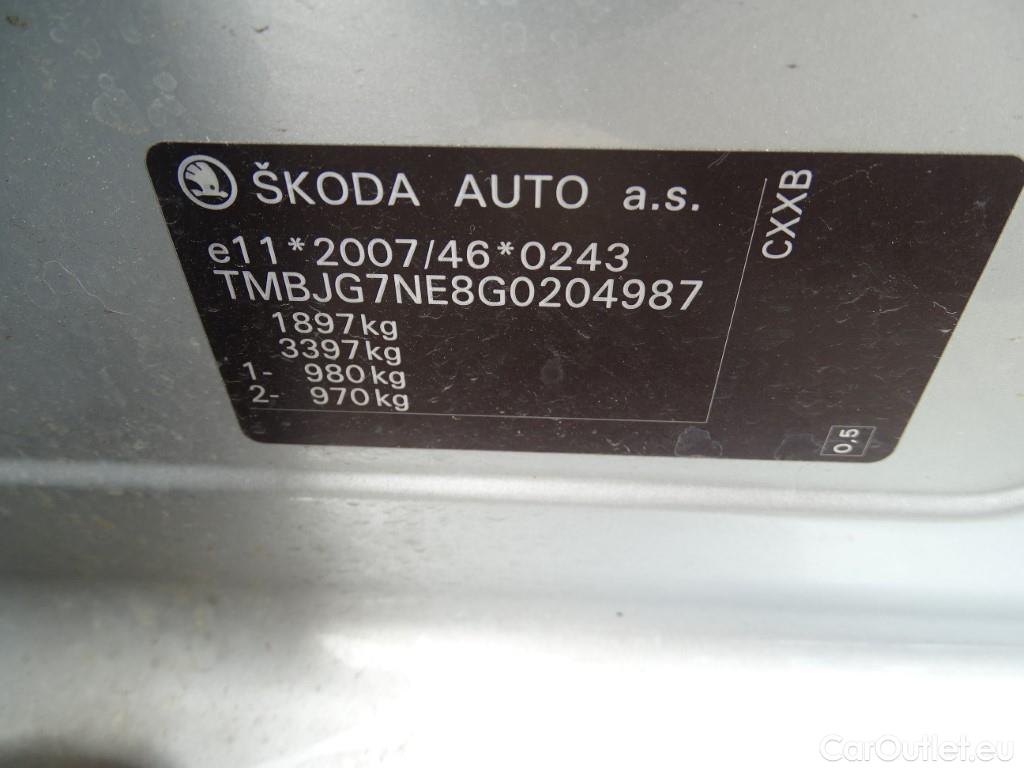 ŠKODA AUTO a.s.
e11*2007/46*0243
TMBJG7NE8G0204987
1897kg
3397kg
1- 980kg
2- 970kg
CXXB
0,5
CarOutlet.eu